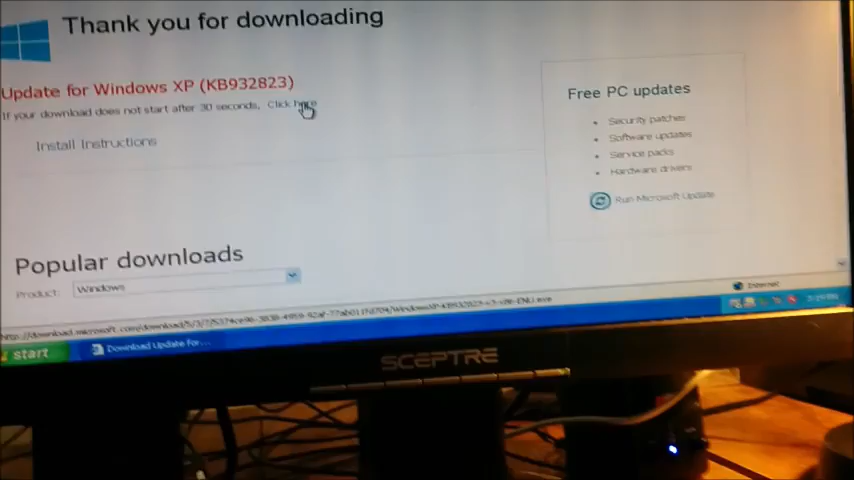 Thank you for downloading
Update for Windows XP (KB932823)
If your download does not start after 30 seconds, Click here
Install Instructions
Free PC updates
Security patches
Software updates
Service packs
Hardware drivers
Run Microsoft Update
Popular downloads
Product: Windows
Internet
start
Download Update For...
SCEPTRE